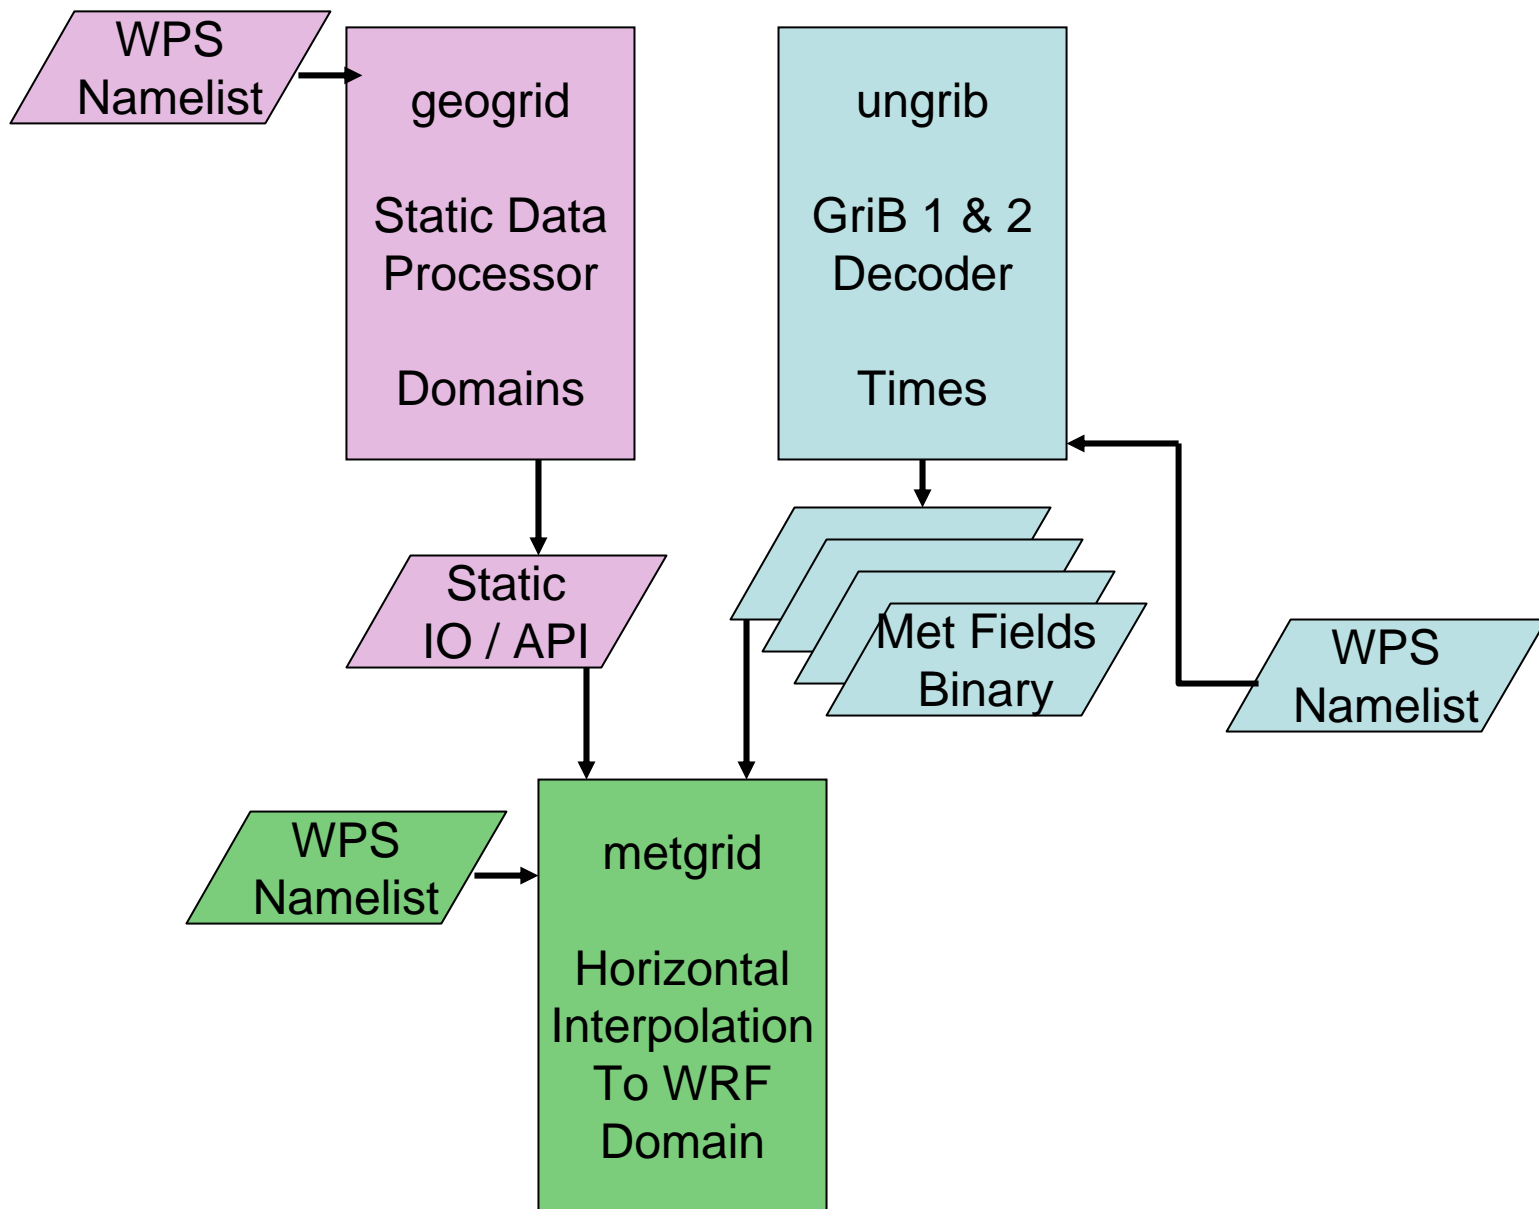 WPS
Namelist
geogrid
Static Data
Processor
Domains
ungrib
GriB 1 & 2
Decoder
Times
Static
IO / API
Met Fields
Binary
WPS
Namelist
WPS
Namelist
metgrid
Horizontal
Interpolation
To WRF
Domain